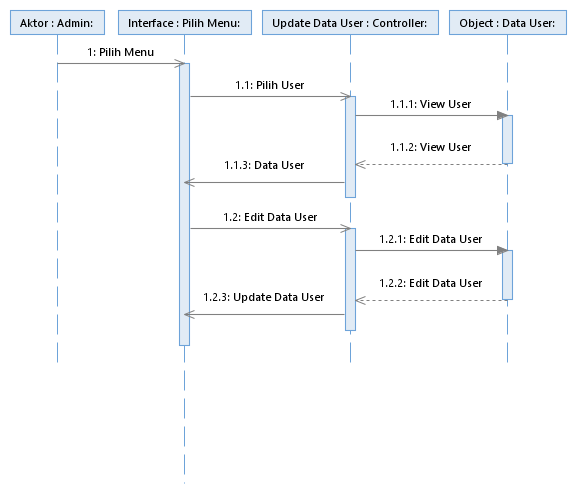 Aktor : Admin:
Interface : Pilih Menu:
Update Data User : Controller:
Object : Data User:
1: Pilih Menu
1.1: Pilih User
1.1.1: View User
1.1.2: View User
1.1.3: Data User
1.2: Edit Data User
1.2.1: Edit Data User
1.2.2: Edit Data User
1.2.3: Update Data User